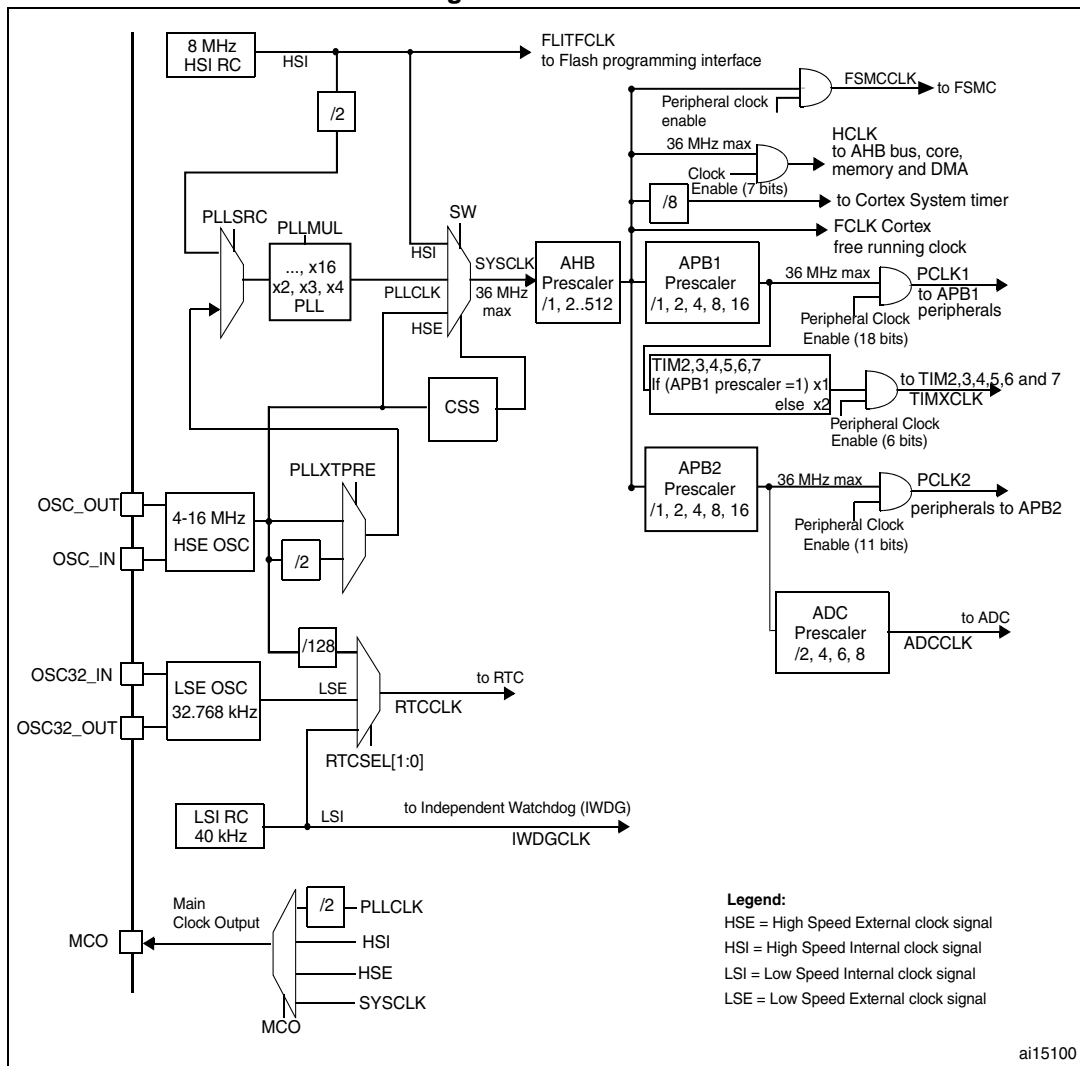 8 MHz
HSI RC
HSI
FLITFCLK
to Flash programming interface
/2
FSMCCLK
to FSMC
Peripheral clock
enable
HCLK
to AHB bus, core,
memory and DMA
36 MHz max
Clock
Enable (7 bits)
/8
to Cortex System timer
FCLK Cortex
free running clock
PLLSRC
PLLMUL
..., x16
x2, x3, x4
PLL
SW
HSI
PLLCLK
HSE
SYSCLK
36 MHz
max
AHB
Prescaler
/1, 2..512
APB1
Prescaler
/1, 2, 4, 8, 16
36 MHz max
PCLK1
to APB1
peripherals
Peripheral Clock
Enable (18 bits)
TIM2,3,4,5,6,7
If (APB1 prescaler =1) x1
else x2
to TIM2,3,4,5,6 and 7
TIMXCLK
Peripheral Clock
Enable (6 bits)
CSS
PLLXTPRE
OSC_OUT
OSC_IN
4-16 MHz
HSE OSC
/2
APB2
Prescaler
/1, 2, 4, 8, 16
36 MHz max
PCLK2
peripherals to APB2
Peripheral Clock
Enable (11 bits)
ADC
Prescaler
/2, 4, 6, 8
to ADC
ADCCLK
/128
OSC32_IN
OSC32_OUT
LSE OSC
32.768 kHz
LSE
to RTC
RTCCLK
RTCSEL[1:0]
LSI RC
40 kHz
LSI
to Independent Watchdog (IWDG)
IWDGCLK
Main
Clock Output
MCO
/2
PLLCLK
HSI
HSE
SYSCLK
MCO
Legend:
HSE = High Speed External clock signal
HSI = High Speed Internal clock signal
LSI = Low Speed Internal clock signal
LSE = Low Speed External clock signal
ai15100